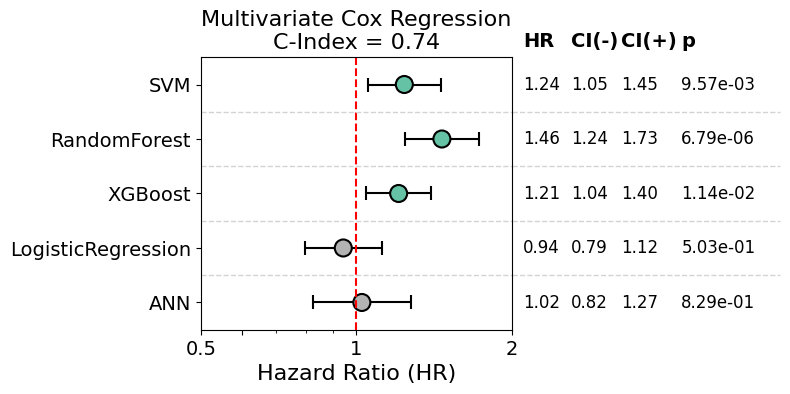 Multivariate Cox Regression
C-Index = 0.74
HR CI(-) CI(+) p
SVM 1.24 1.05 1.45 9.57e-03
RandomForest 1.46 1.24 1.73 6.79e-06
XGBoost 1.21 1.04 1.40 1.14e-02
LogisticRegression 0.94 0.79 1.12 5.03e-01
ANN 1.02 0.82 1.27 8.29e-01
0.5 1 2
Hazard Ratio (HR)